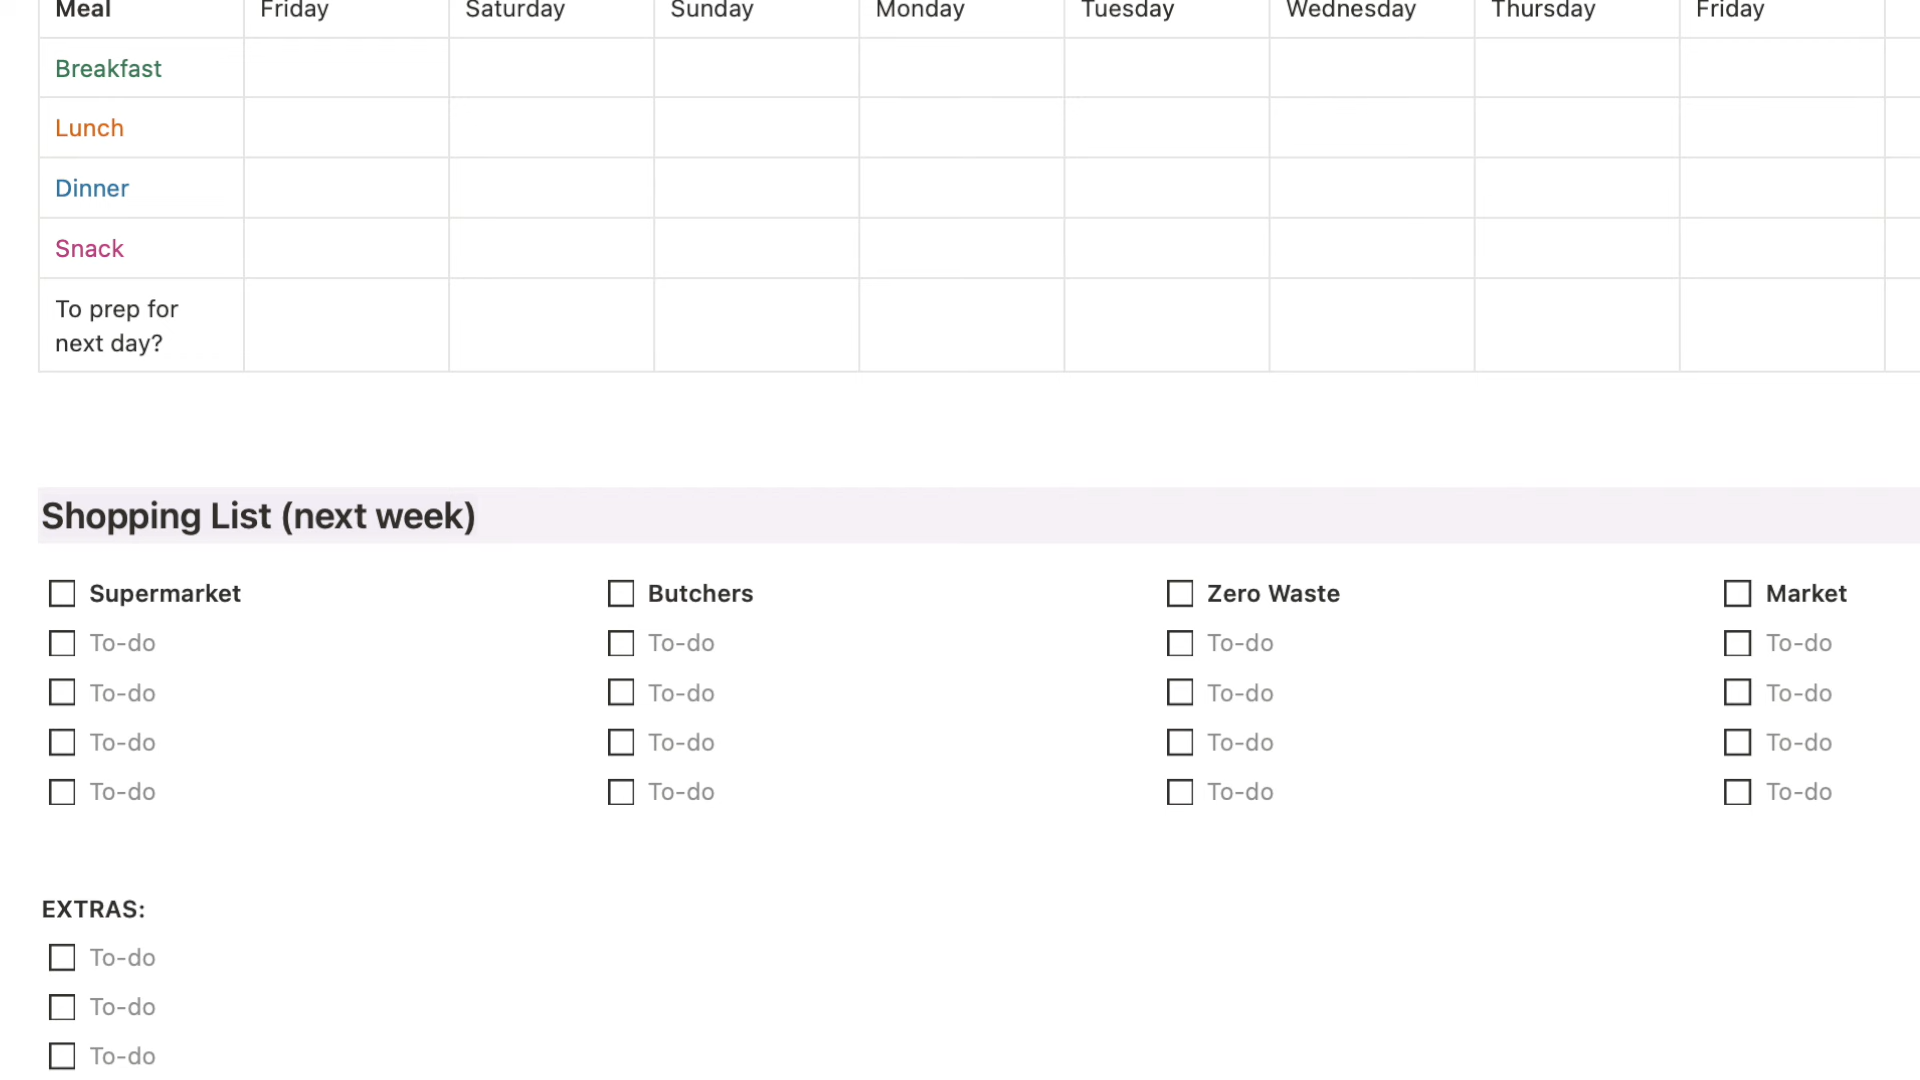 Meal Friday Saturday Sunday Monday Tuesday Wednesday Thursday Friday
Breakfast
Lunch
Dinner
Snack
To prep for
next day?
Shopping List (next week)
Supermarket Butchers Zero Waste Market
To-do To-do To-do To-do
To-do To-do To-do To-do
To-do To-do To-do To-do
To-do To-do To-do To-do
EXTRAS:
To-do
To-do
To-do